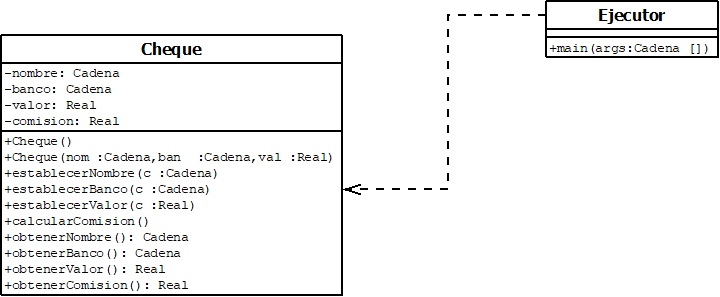 Cheque
-nombre: Cadena
-banco: Cadena
-valor: Real
-comision: Real
+Cheque()
+Cheque(nom :Cadena,ban  :Cadena,val :Real)
+establecerNombre(c :Cadena)
+establecerBanco(c :Cadena)
+establecerValor(c :Real)
+calcularComision()
+obtenerNombre(): Cadena
+obtenerBanco(): Cadena
+obtenerValor(): Real
+obtenerComision(): Real
Ejecutor
+main(args:Cadena [])